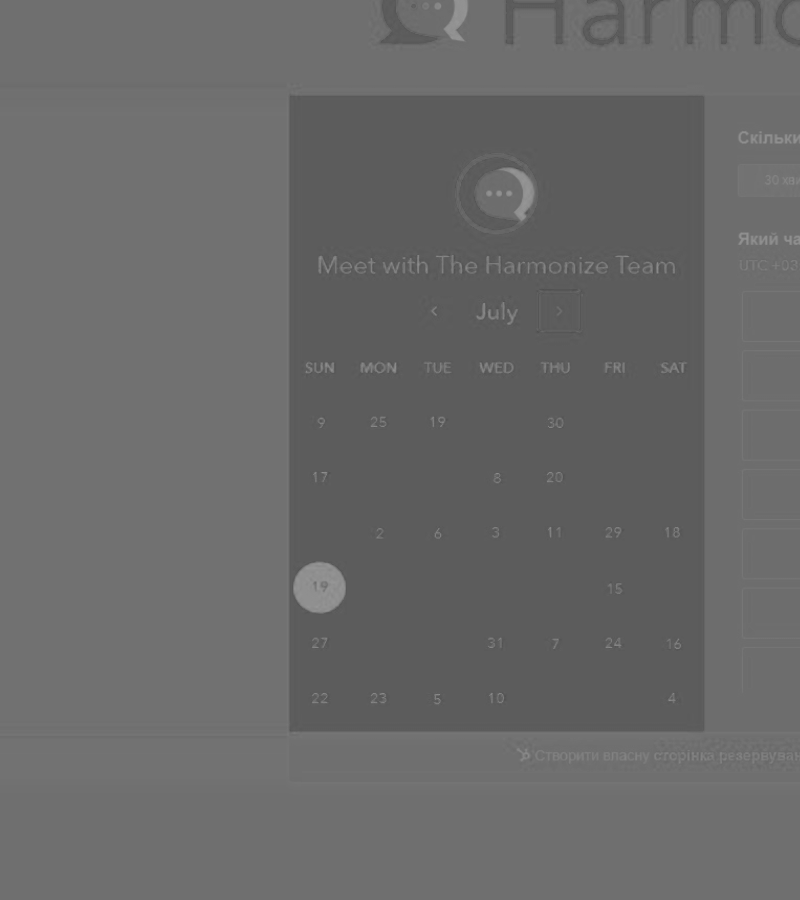 Harmo
Скільки
30 хви
Meet with The Harmonize Team
Який ча
UTC +03
‹ July ›
SUN MON TUE WED THU FRI SAT
9 25 19 30
17 8 20
2 6 3 11 29 18
19 15
27 31 7 24 16
22 23 5 10 4
Створити власну сторінка резервуван